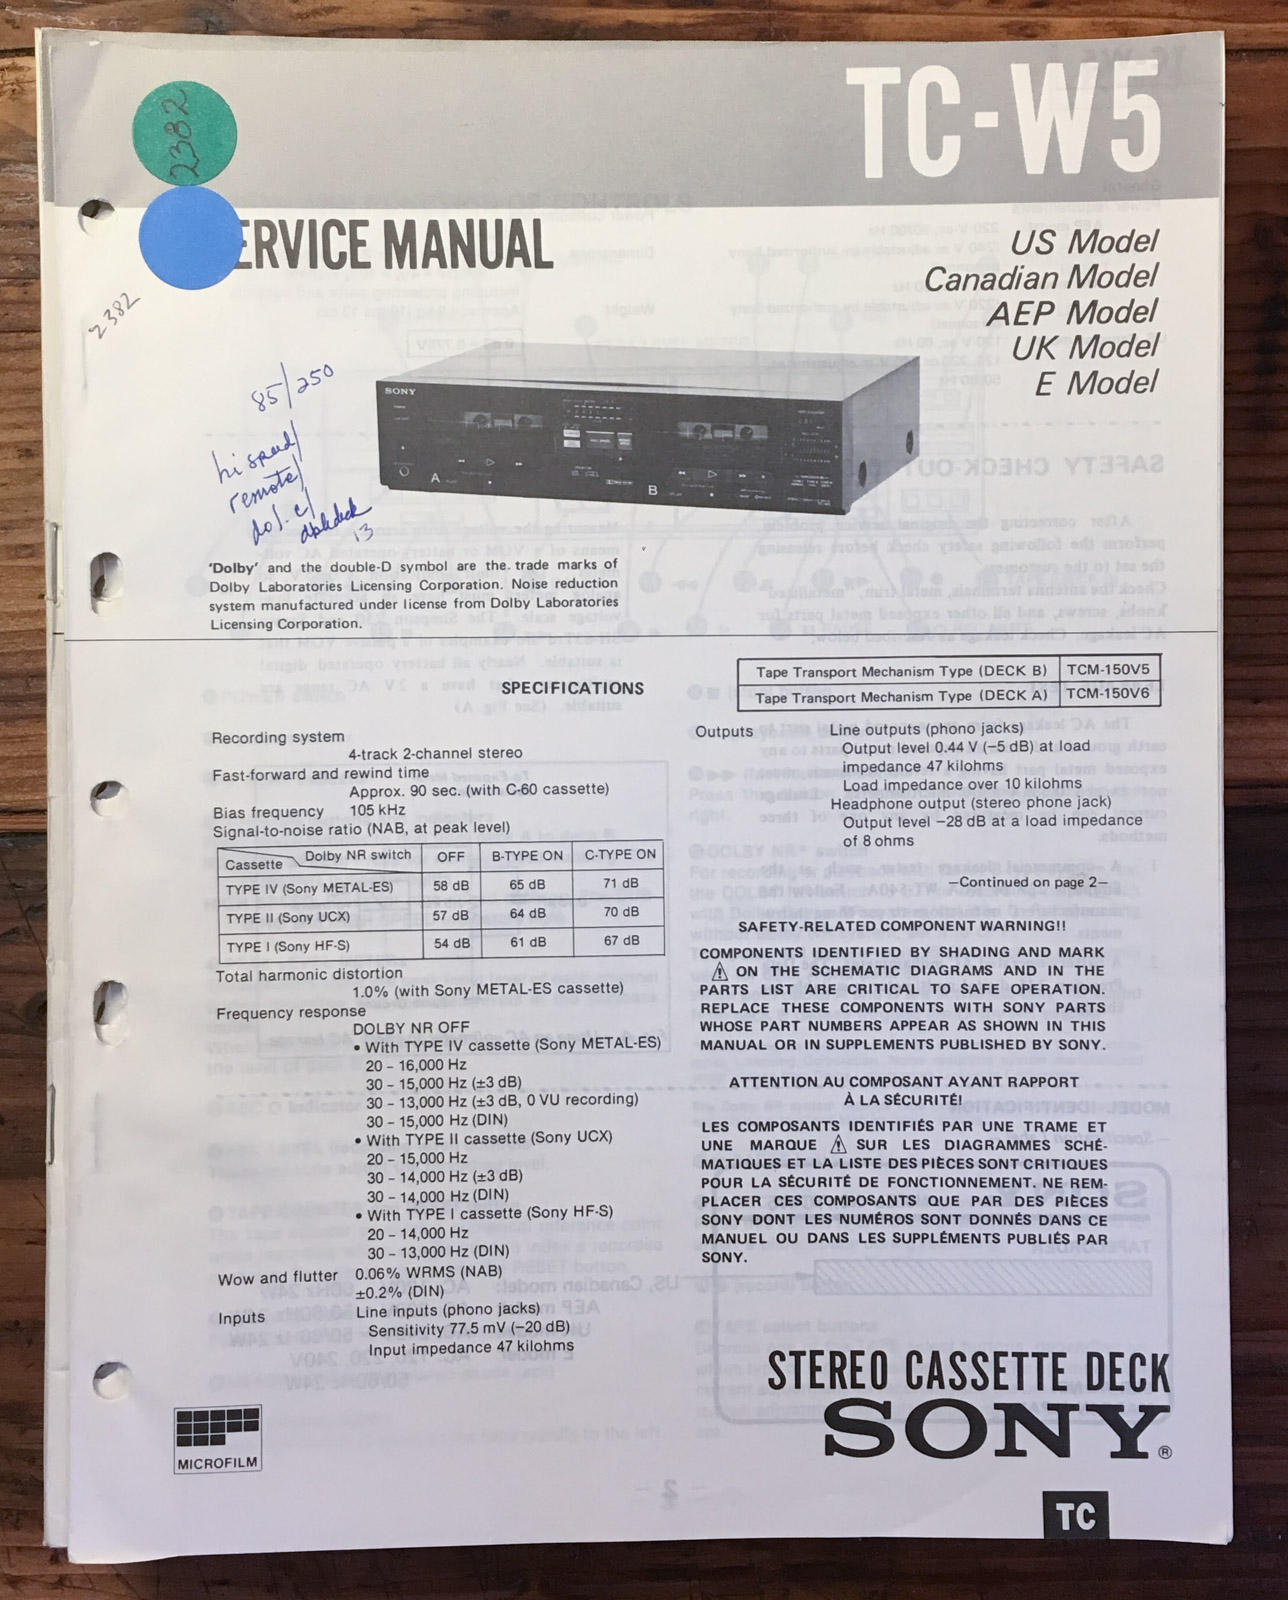 TC-W5
2382
ERVICE MANUAL
US Model
Canadian Model
AEP Model
UK Model
E Model
2382
85/250
hi speed/
remote/
dol. c/
dbl deck
13
SONY
A
B
'Dolby' and the double-D symbol are the trade marks of
Dolby Laboratories Licensing Corporation. Noise reduction
system manufactured under license from Dolby Laboratories
Licensing Corporation.
SPECIFICATIONS
Recording system
4-track 2-channel stereo
Fast-forward and rewind time
Approx. 90 sec. (with C-60 cassette)
Bias frequency 105 kHz
Signal-to-noise ratio (NAB, at peak level)
Cassette Dolby NR switch OFF B-TYPE ON C-TYPE ON
TYPE IV (Sony METAL-ES) 58 dB 65 dB 71 dB
TYPE II (Sony UCX) 57 dB 64 dB 70 dB
TYPE I (Sony HF-S) 54 dB 61 dB 67 dB
Total harmonic distortion
1.0% (with Sony METAL-ES cassette)
Frequency response
DOLBY NR OFF
• With TYPE IV cassette (Sony METAL-ES)
20 – 16,000 Hz
30 – 15,000 Hz (±3 dB)
30 – 13,000 Hz (±3 dB, 0 VU recording)
30 – 15,000 Hz (DIN)
• With TYPE II cassette (Sony UCX)
20 – 15,000 Hz
30 – 14,000 Hz (±3 dB)
30 – 14,000 Hz (DIN)
• With TYPE I cassette (Sony HF-S)
20 – 14,000 Hz
30 – 13,000 Hz (DIN)
Wow and flutter 0.06% WRMS (NAB)
±0.2% (DIN)
Inputs Line inputs (phono jacks)
Sensitivity 77.5 mV (–20 dB)
Input impedance 47 kilohms
MICROFILM
Tape Transport Mechanism Type (DECK B) TCM-150V5
Tape Transport Mechanism Type (DECK A) TCM-150V6
Outputs Line outputs (phono jacks)
Output level 0.44 V (–5 dB) at load
impedance 47 kilohms
Load impedance over 10 kilohms
Headphone output (stereo phone jack)
Output level –28 dB at a load impedance
of 8 ohms
–Continued on page 2–
SAFETY-RELATED COMPONENT WARNING!!
COMPONENTS IDENTIFIED BY SHADING AND MARK
⚠ ON THE SCHEMATIC DIAGRAMS AND IN THE
PARTS LIST ARE CRITICAL TO SAFE OPERATION.
REPLACE THESE COMPONENTS WITH SONY PARTS
WHOSE PART NUMBERS APPEAR AS SHOWN IN THIS
MANUAL OR IN SUPPLEMENTS PUBLISHED BY SONY.
ATTENTION AU COMPOSANT AYANT RAPPORT
À LA SÉCURITÉ!
LES COMPOSANTS IDENTIFIÉS PAR UNE TRAME ET
UNE MARQUE ⚠ SUR LES DIAGRAMMES SCHÉ-
MATIQUES ET LA LISTE DES PIÈCES SONT CRITIQUES
POUR LA SÉCURITÉ DE FONCTIONNEMENT. NE REM-
PLACER CES COMPOSANTS QUE PAR DES PIÈCES
SONY DONT LES NUMÉROS SONT DONNÉS DANS CE
MANUEL OU DANS LES SUPPLÉMENTS PUBLIÉS PAR
SONY.
STEREO CASSETTE DECK
SONY®
TC